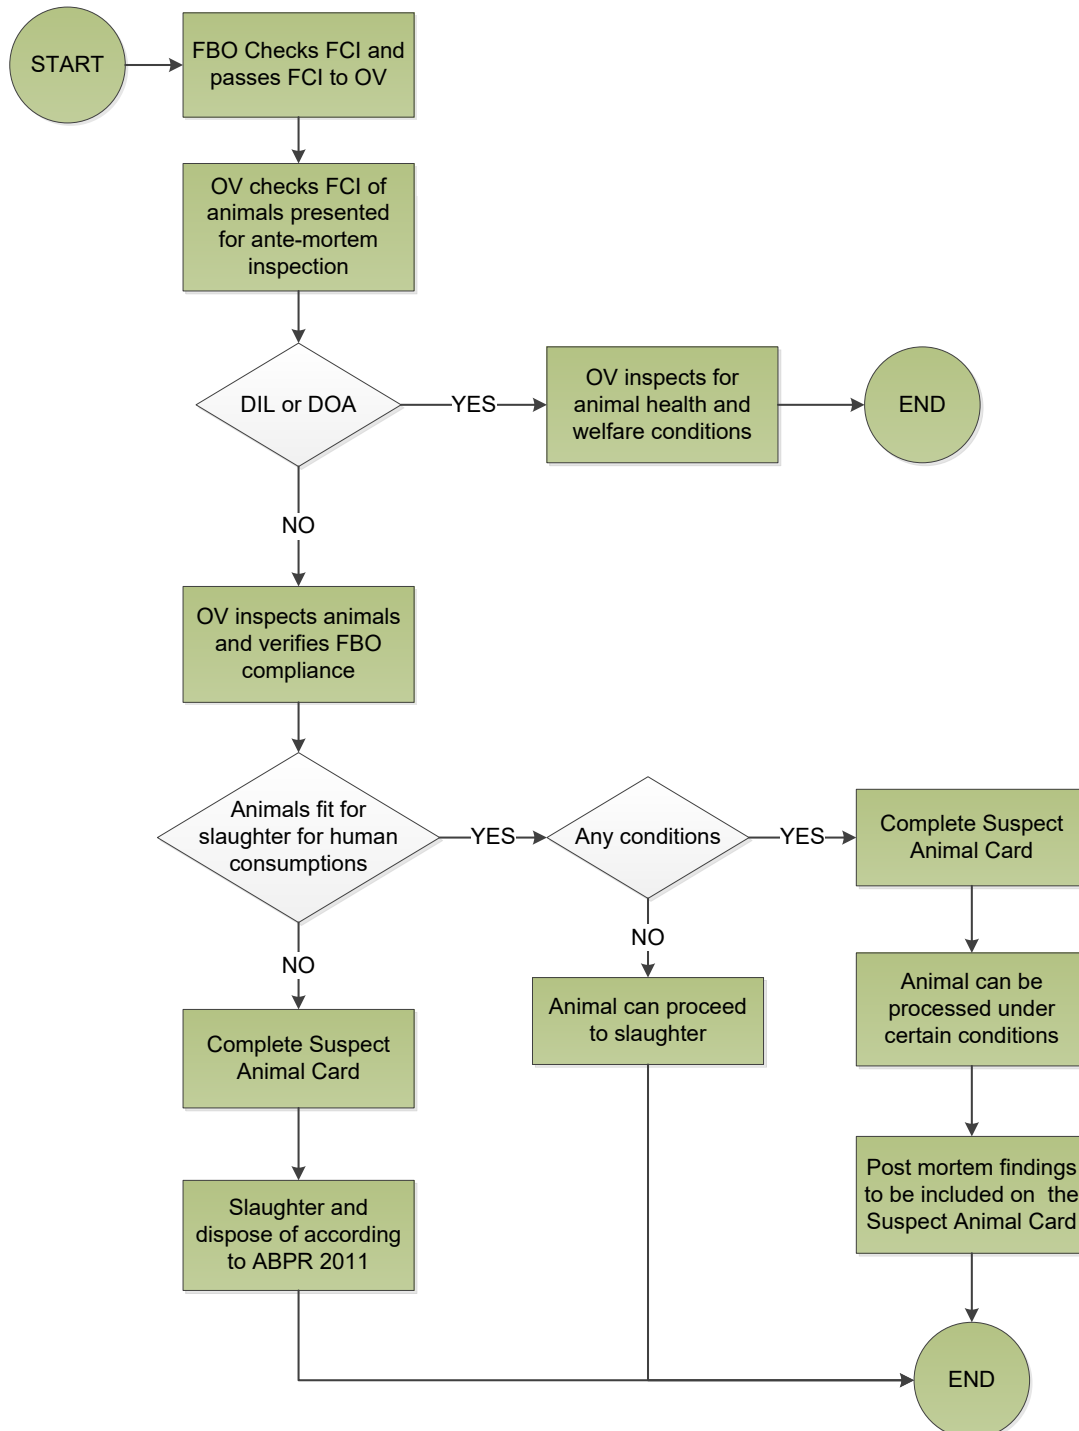 START
FBO Checks FCI and
passes FCI to OV
OV checks FCI of
animals presented
for ante-mortem
inspection
DIL or DOA
YES
OV inspects for
animal health and
welfare conditions
END
NO
OV inspects animals
and verifies FBO
compliance
Animals fit for
slaughter for human
consumptions
YES
Any conditions
YES
Complete Suspect
Animal Card
NO
NO
Animal can proceed
to slaughter
Animal can be
processed under
certain conditions
Complete Suspect
Animal Card
Post mortem findings
to be included on  the
Suspect Animal Card
Slaughter and
dispose of according
to ABPR 2011
END